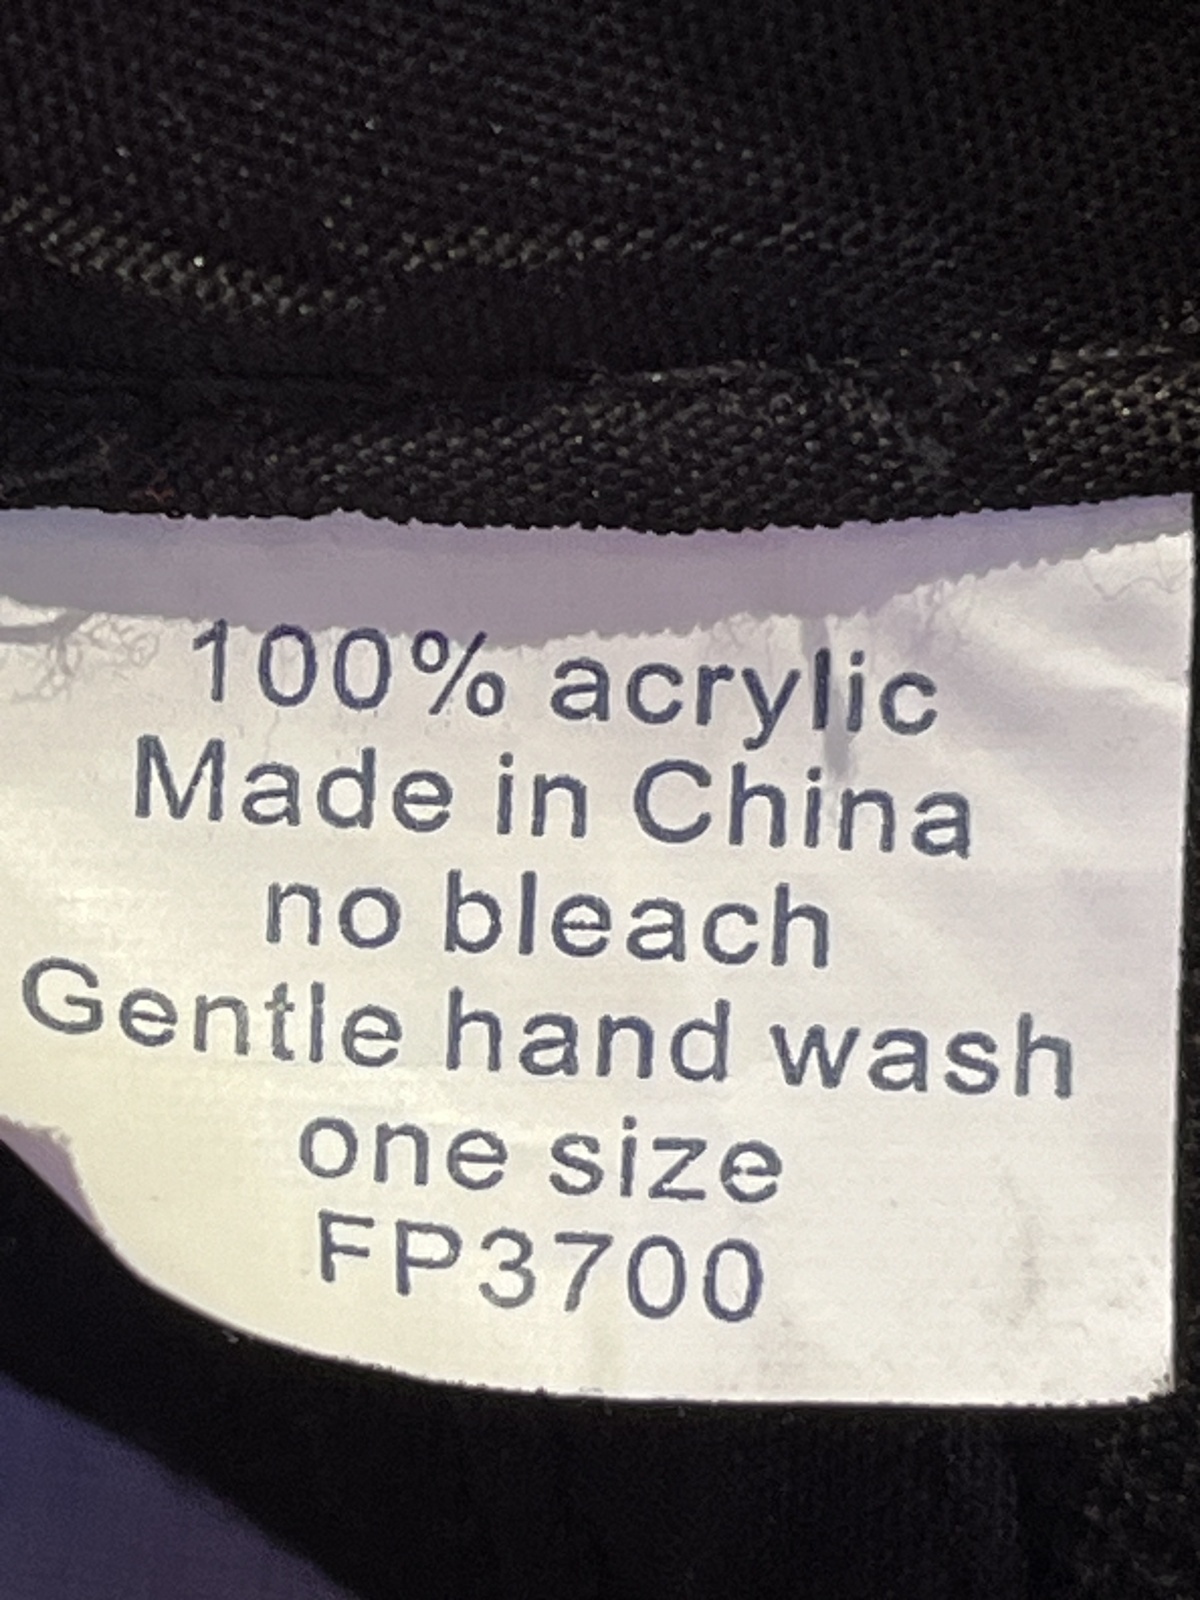 100% acrylic
Made in China
no bleach
Gentle hand wash
one size
FP3700